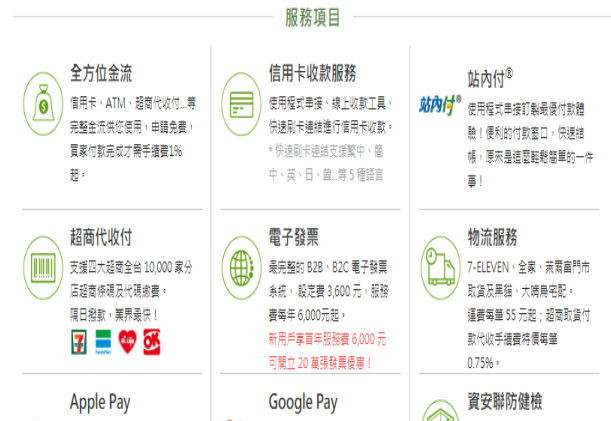 服務項目
全方位金流
信用卡、ATM、超商代收付...等
完整金流供您使用，申請免費，
買家付款完成才需手續費1%
起。
信用卡收款服務
使用程式串接、線上收款工具、
快速刷卡連結進行信用卡收款。
* 快速刷卡連結支援繁中、簡
中、英、日、韓...等 5 種語言
站內付®
站內付®
使用程式串接訂製最優付款體
驗！便利的付款窗口，快速結
帳，原來是這麼輕鬆簡單的一件
事！
超商代收付
支援四大超商全台 10,000 家分
店超商條碼及代碼繳費。
隔日撥款，業界最快！
7 FamilyMart Hi-Life OK
電子發票
最完整的 B2B、B2C 電子發票
系統， 設定費 3,600 元，服務
費每年 6,000元起。
新用戶享首年服務費 6,000 元
可開立 20 萬張發票優惠！
物流服務
7-ELEVEN、全家、萊爾富門市
取貨及黑貓、大嘴鳥宅配。
運費每筆 55 元起；超商取貨付
款代收手續費特價每筆
0.75%。
Apple Pay
Google Pay
資安聯防健檢